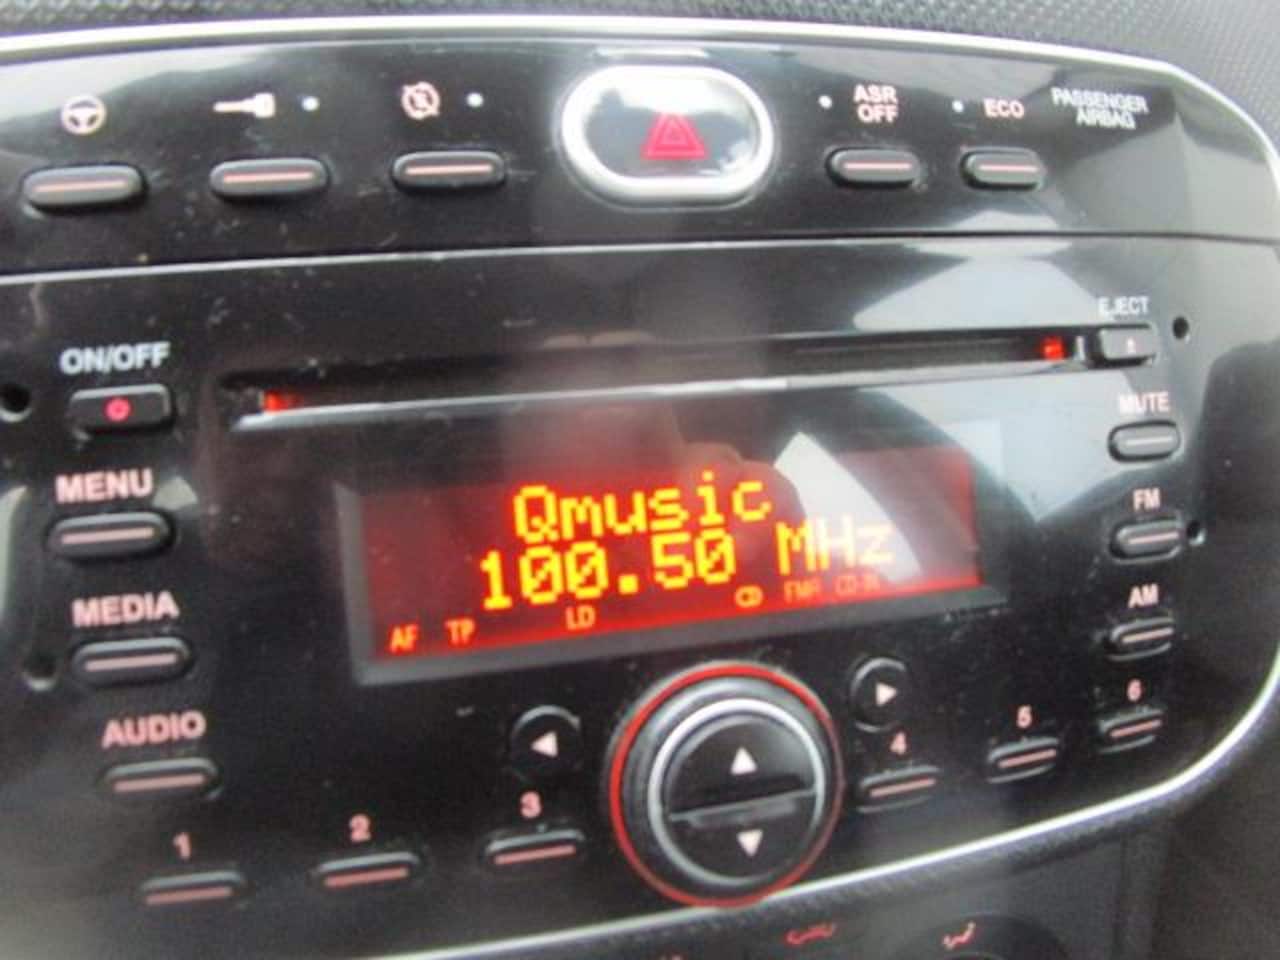 ASR
OFF
ECO
PASSENGER
AIRBAG
EJECT
ON/OFF
MUTE
MENU
Qmusic
FM
100.50 MHz
MEDIA
AF TP LD CD
AM
AUDIO
1
2
3
4
5
6